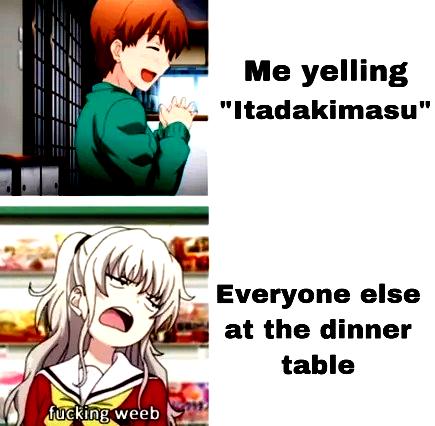 Me yelling
"Itadakimasu"
Everyone else
at the dinner
table
fucking weeb